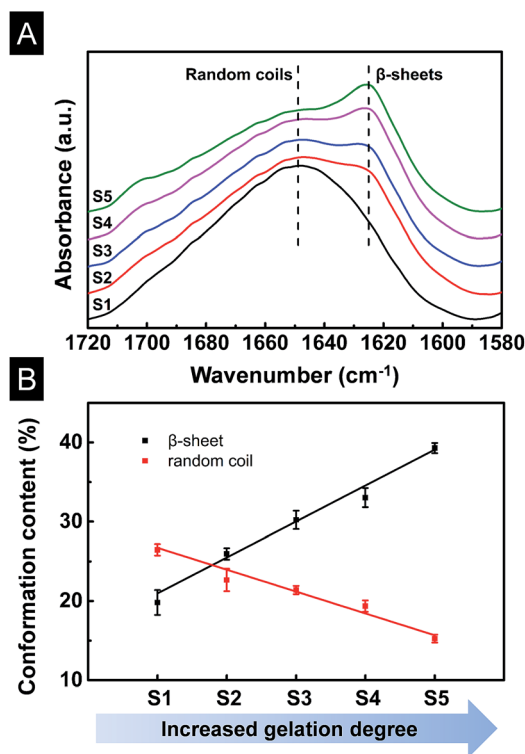 A
Random coils
β-sheets
Absorbance (a.u.)
S5
S4
S3
S2
S1
1720 1700 1680 1660 1640 1620 1600 1580
Wavenumber (cm⁻¹)
B
Conformation content (%)
40
30
20
10
β-sheet
random coil
S1 S2 S3 S4 S5
Increased gelation degree